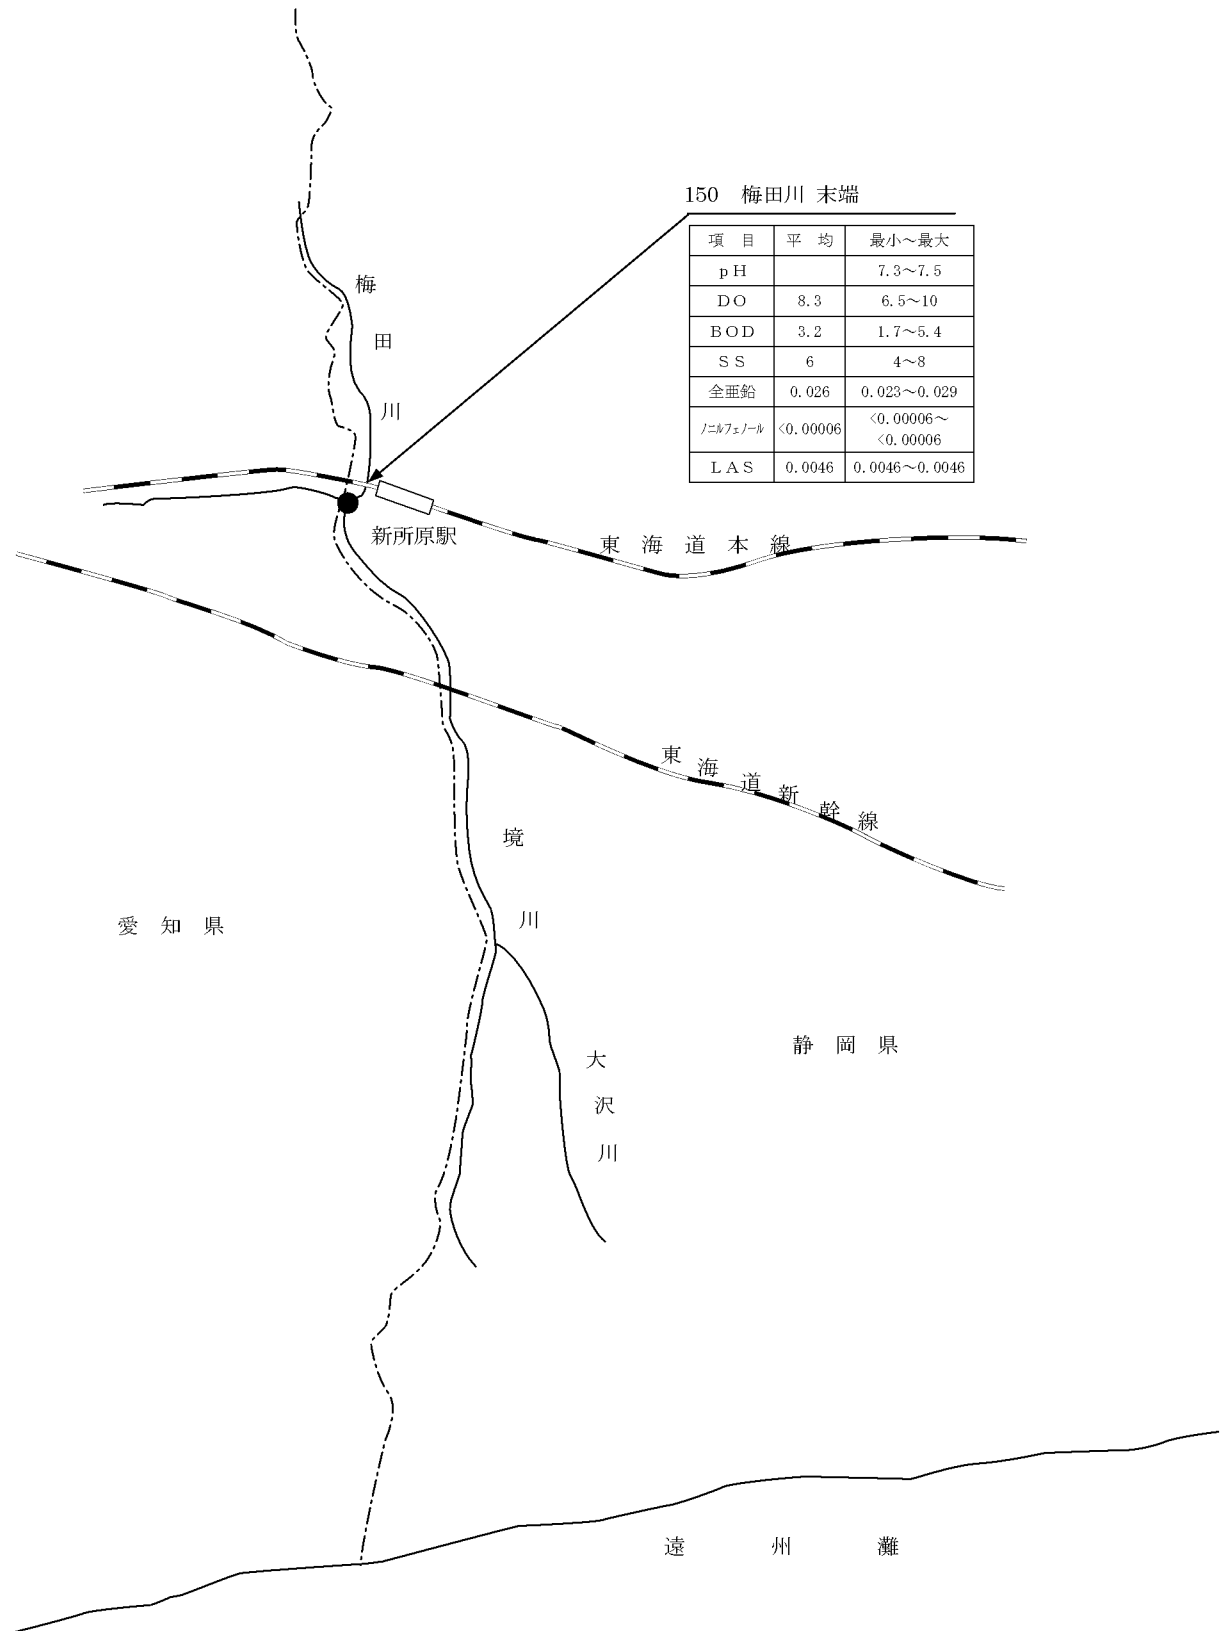 150　梅田川 末端
項　目　平　均　最小～最大
ｐＨ　7.3～7.5
ＤＯ　8.3　6.5～10
ＢＯＤ　3.2　1.7～5.4
ＳＳ　6　4～8
全亜鉛　0.026　0.023～0.029
ﾉﾆﾙﾌｪﾉｰﾙ　<0.00006　<0.00006～
<0.00006
ＬＡＳ　0.0046　0.0046～0.0046
梅田川
新所原駅
東海道本線
東海道新幹線
境川
愛知県
静岡県
大沢川
遠州灘